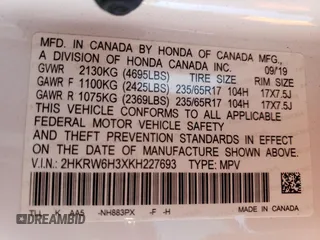 MFD. IN CANADA BY HONDA OF CANADA MFG.,
A DIVISION OF HONDA CANADA INC. 09/19
GVWR 2130KG (4695LBS) TIRE SIZE RIM SIZE
GAWR F 1100KG (2425LBS) 235/65R17 104H 17X7.5J
GAWR R 1075KG (2369LBS) 235/65R17 104H 17X7.5J
THIS VEHICLE CONFORMS TO ALL APPLICABLE
FEDERAL MOTOR VEHICLE SAFETY AND
THEFT PREVENTION STANDARDS IN EFFECT ON
THE DATE OF MANUFACTURE SHOWN ABOVE.
V.I.N.: 2HKRW6H3XKH227693 TYPE: MPV
AA5 -NH883PX -F -H
DREAMBID